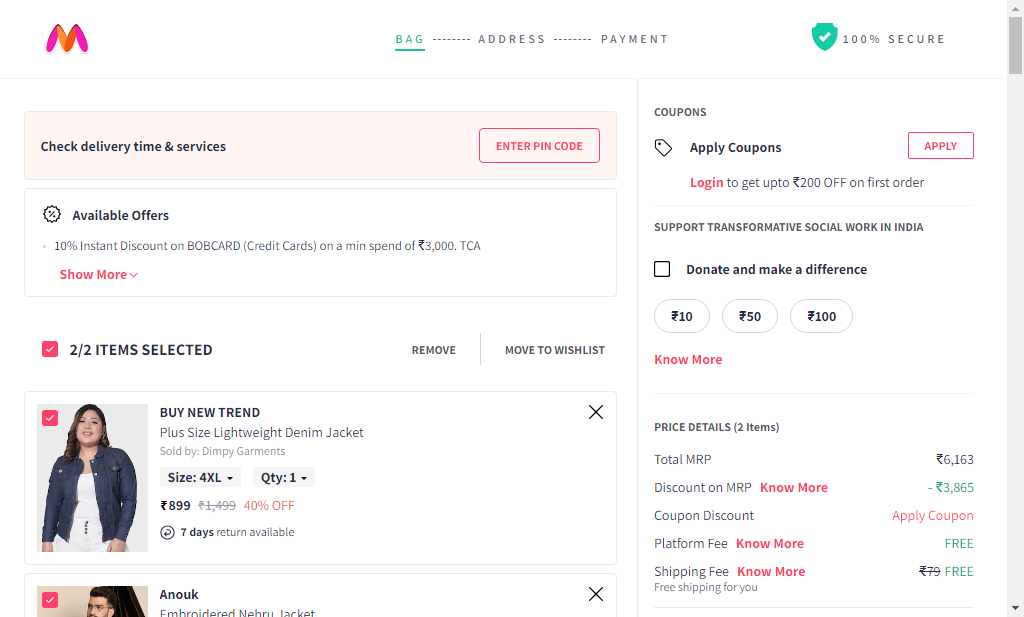 BAG -------- ADDRESS -------- PAYMENT
100% SECURE
Check delivery time & services
ENTER PIN CODE
Available Offers
10% Instant Discount on BOBCARD (Credit Cards) on a min spend of ₹3,000. TCA
Show More
2/2 ITEMS SELECTED
REMOVE
MOVE TO WISHLIST
BUY NEW TREND
Plus Size Lightweight Denim Jacket
Sold by: Dimpy Garments
Size: 4XL
Qty: 1
₹899 ₹1,499 40% OFF
7 days return available
Anouk
Embroidered Nehru Jacket
COUPONS
Apply Coupons
APPLY
Login to get upto ₹200 OFF on first order
SUPPORT TRANSFORMATIVE SOCIAL WORK IN INDIA
Donate and make a difference
₹10 ₹50 ₹100
Know More
PRICE DETAILS (2 Items)
Total MRP ₹6,163
Discount on MRP Know More - ₹3,865
Coupon Discount Apply Coupon
Platform Fee Know More FREE
Shipping Fee Know More ₹79 FREE
Free shipping for you